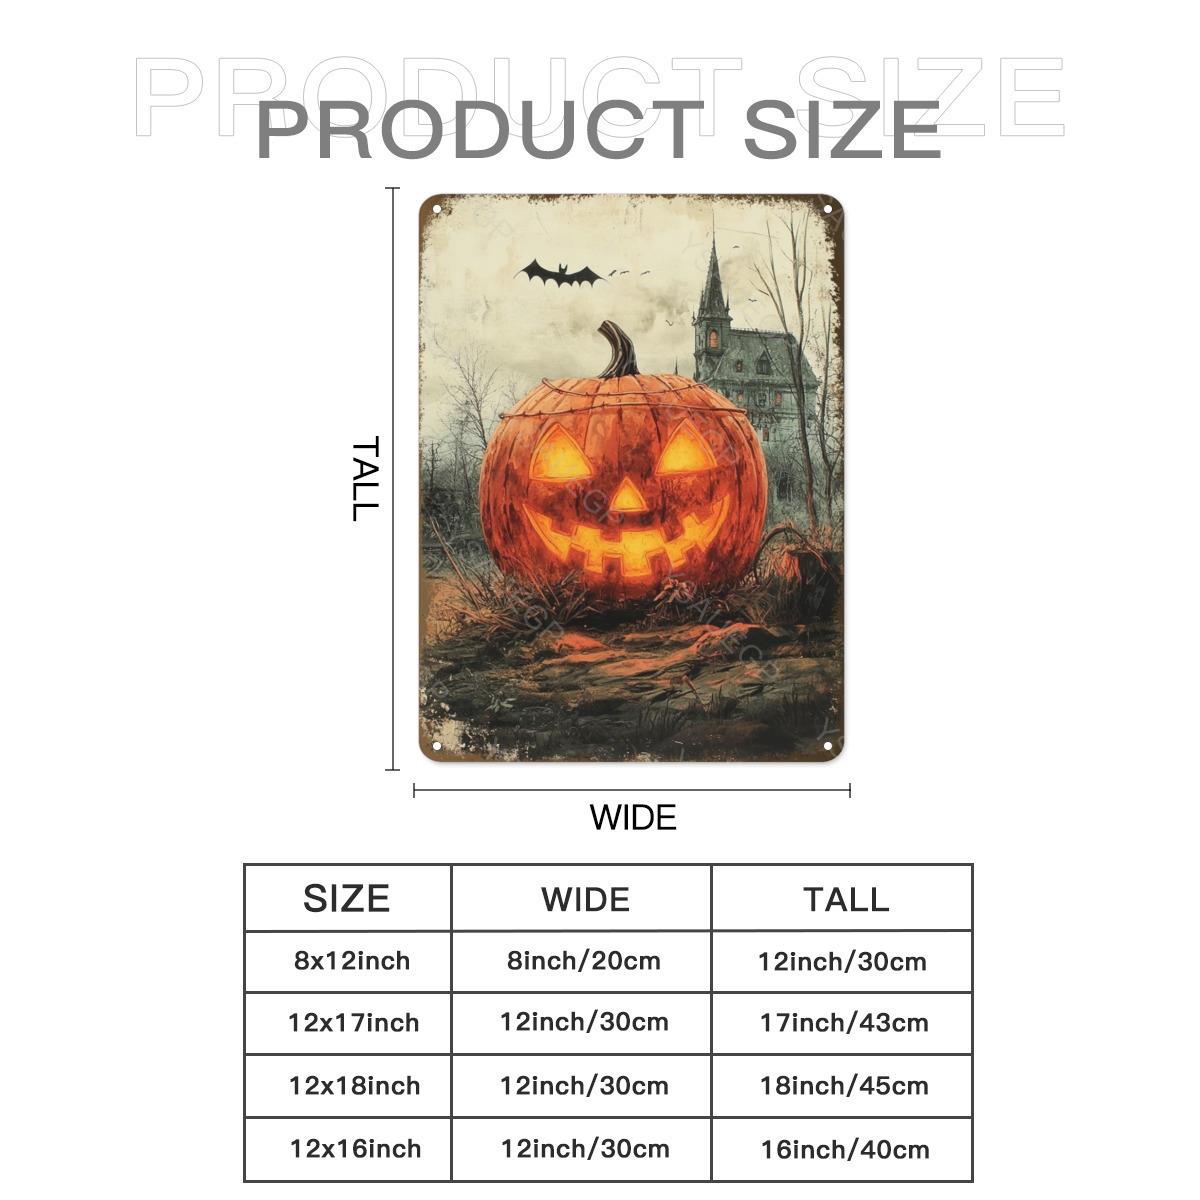 PRODUCT SIZE
PRODUCT SIZE
TALL
WIDE
SIZE WIDE TALL
8x12inch 8inch/20cm 12inch/30cm
12x17inch 12inch/30cm 17inch/43cm
12x18inch 12inch/30cm 18inch/45cm
12x16inch 12inch/30cm 16inch/40cm